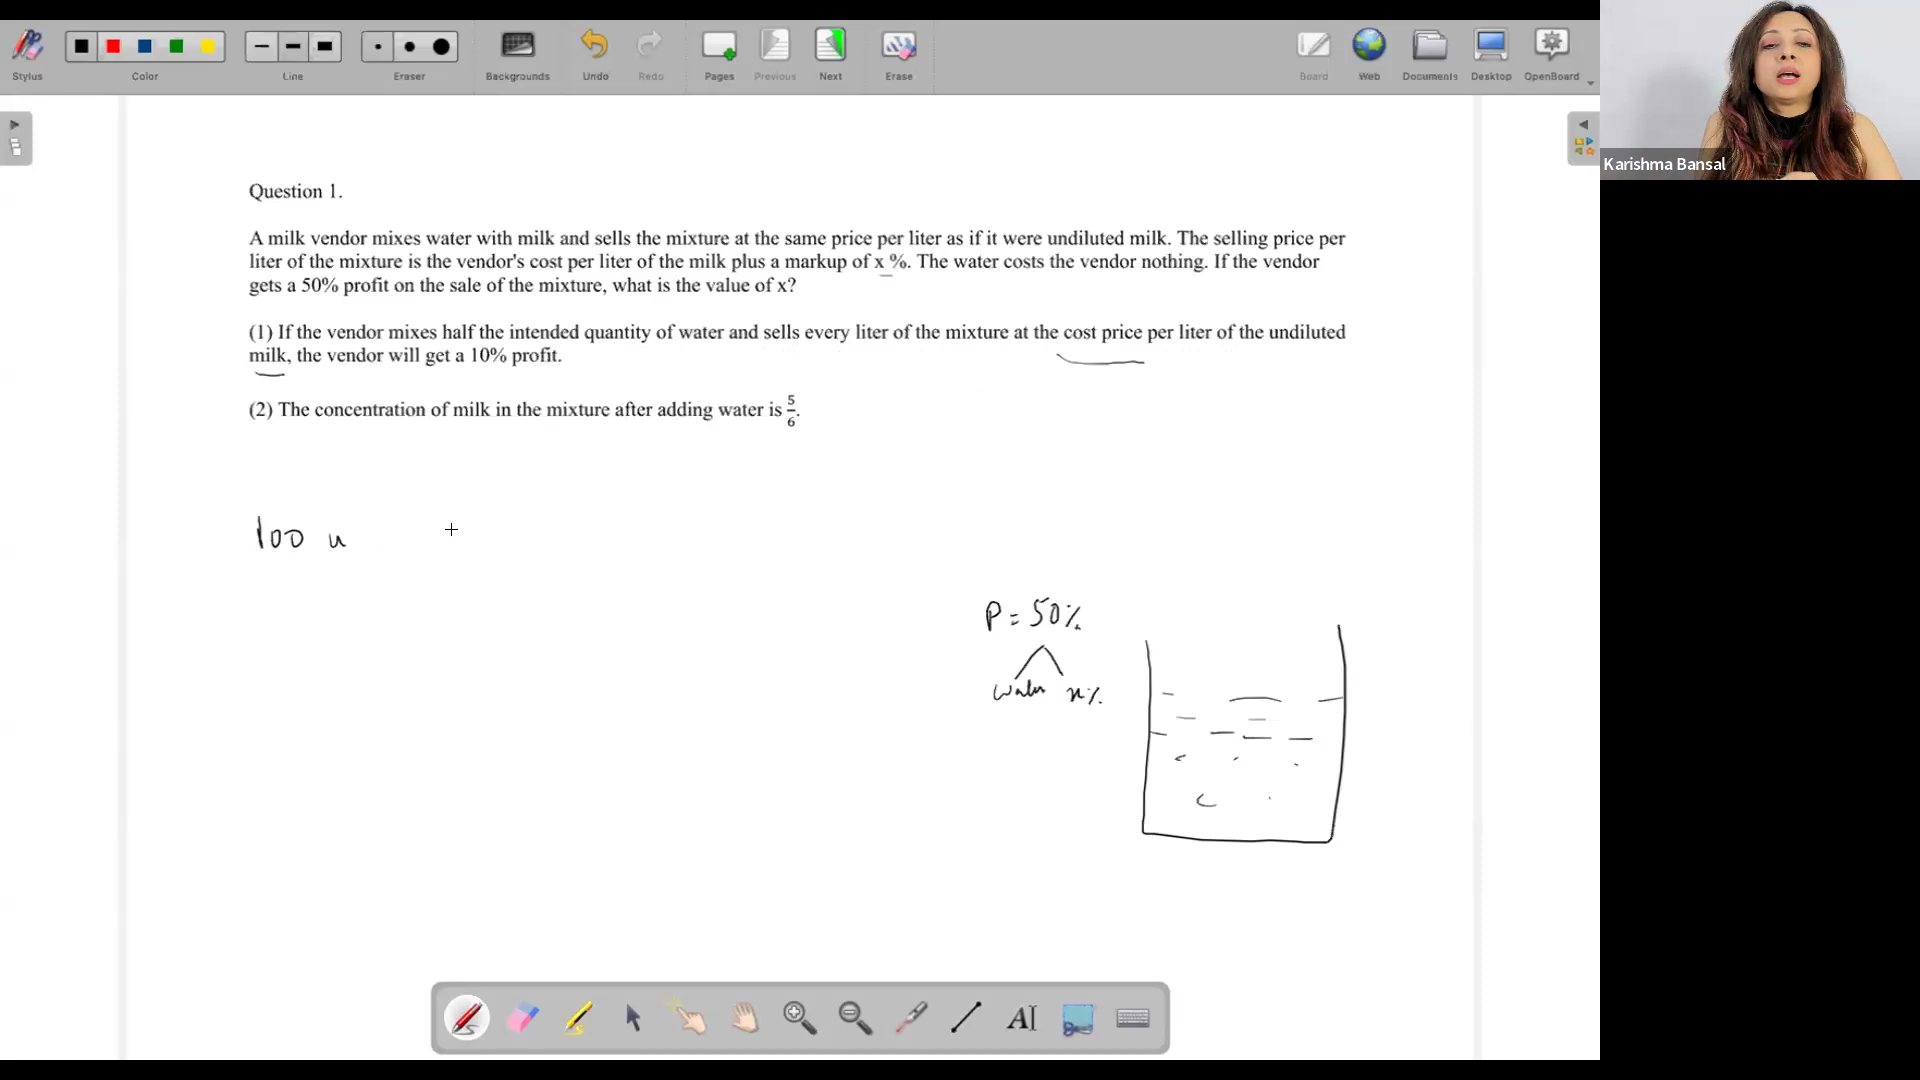 Stylus
Color
Line
Eraser
Backgrounds
Undo
Redo
Pages
Previous
Next
Erase
Board
Web
Documents
Desktop
OpenBoard
Karishma Bansal
Question 1.
A milk vendor mixes water with milk and sells the mixture at the same price per liter as if it were undiluted milk. The selling price per
liter of the mixture is the vendor's cost per liter of the milk plus a markup of x %. The water costs the vendor nothing. If the vendor
gets a 50% profit on the sale of the mixture, what is the value of x?
(1) If the vendor mixes half the intended quantity of water and sells every liter of the mixture at the cost price per liter of the undiluted
milk, the vendor will get a 10% profit.
(2) The concentration of milk in the mixture after adding water is 5/6.
100 u
P = 50%
water x%
AI